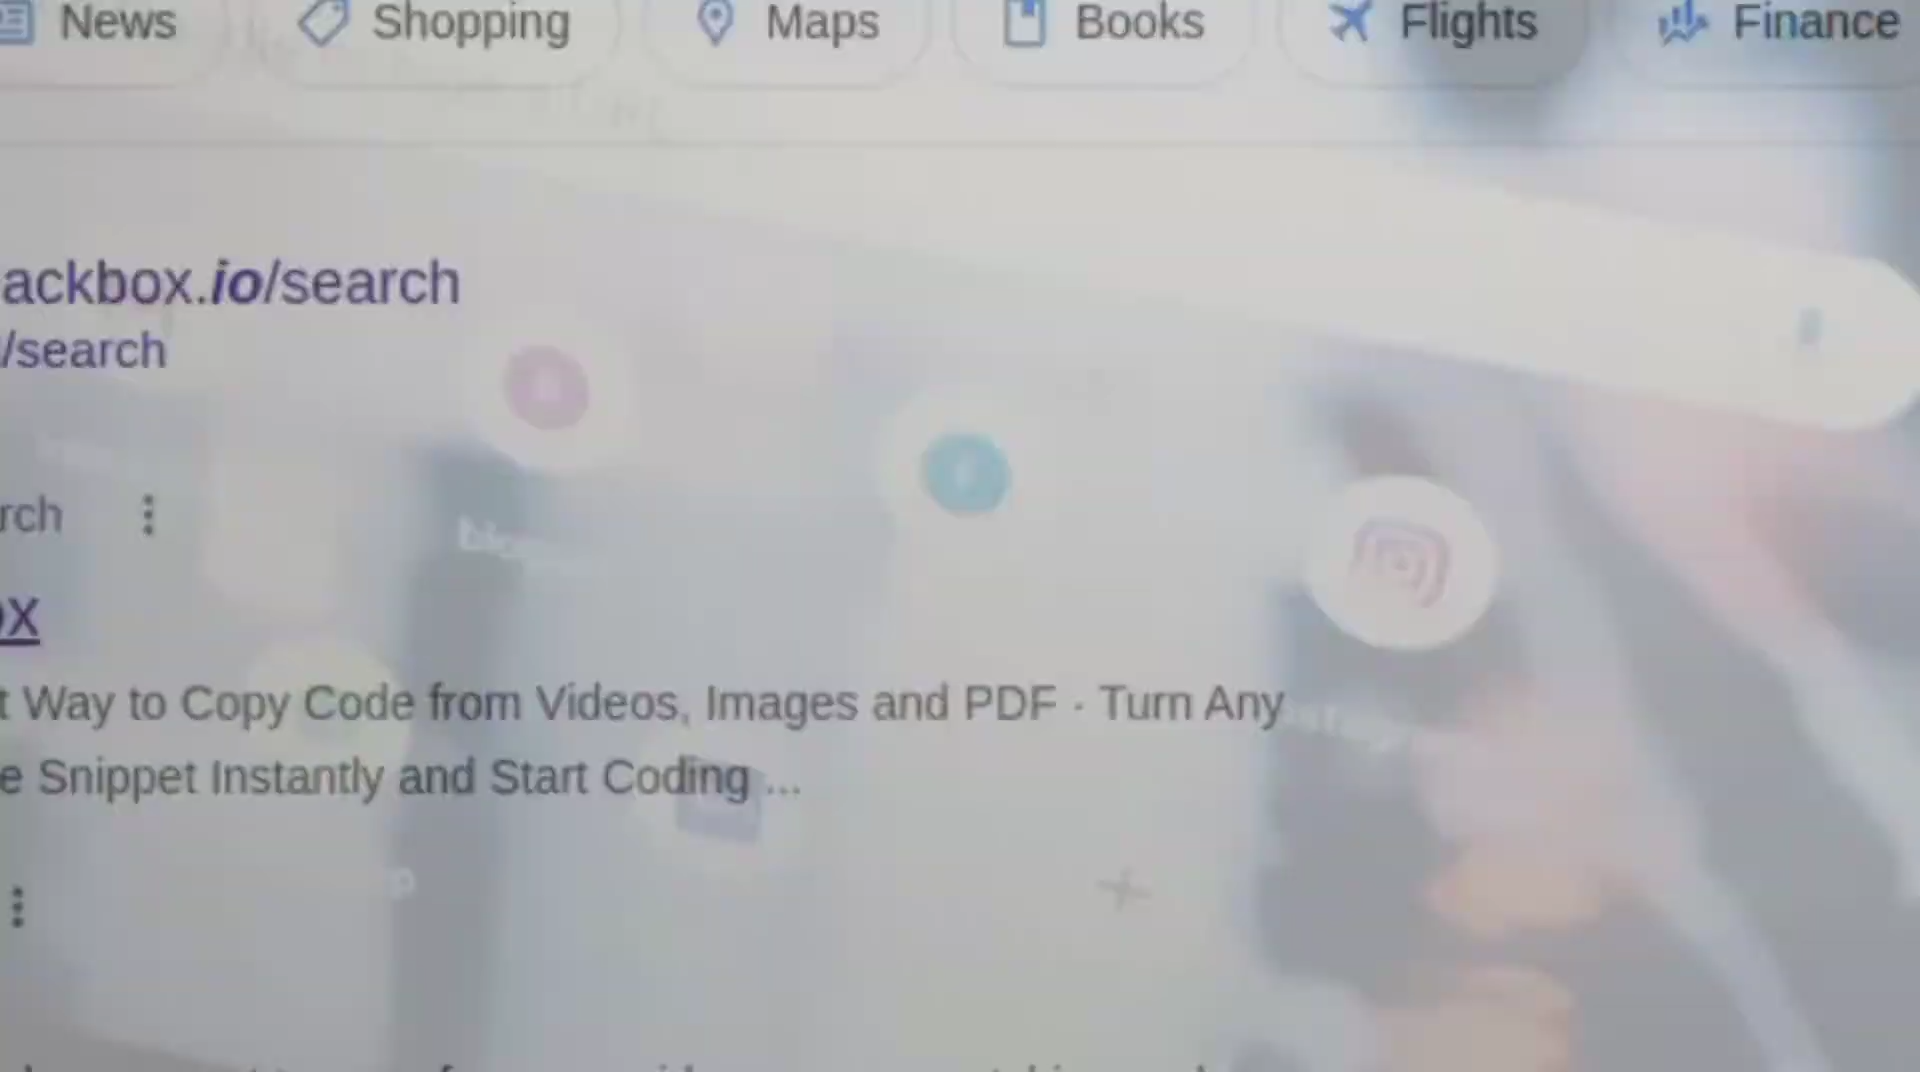 News Shopping Maps Books Flights Finance
ackbox.io/search
/search
rch
ox
t Way to Copy Code from Videos, Images and PDF · Turn Any
e Snippet Instantly and Start Coding ...